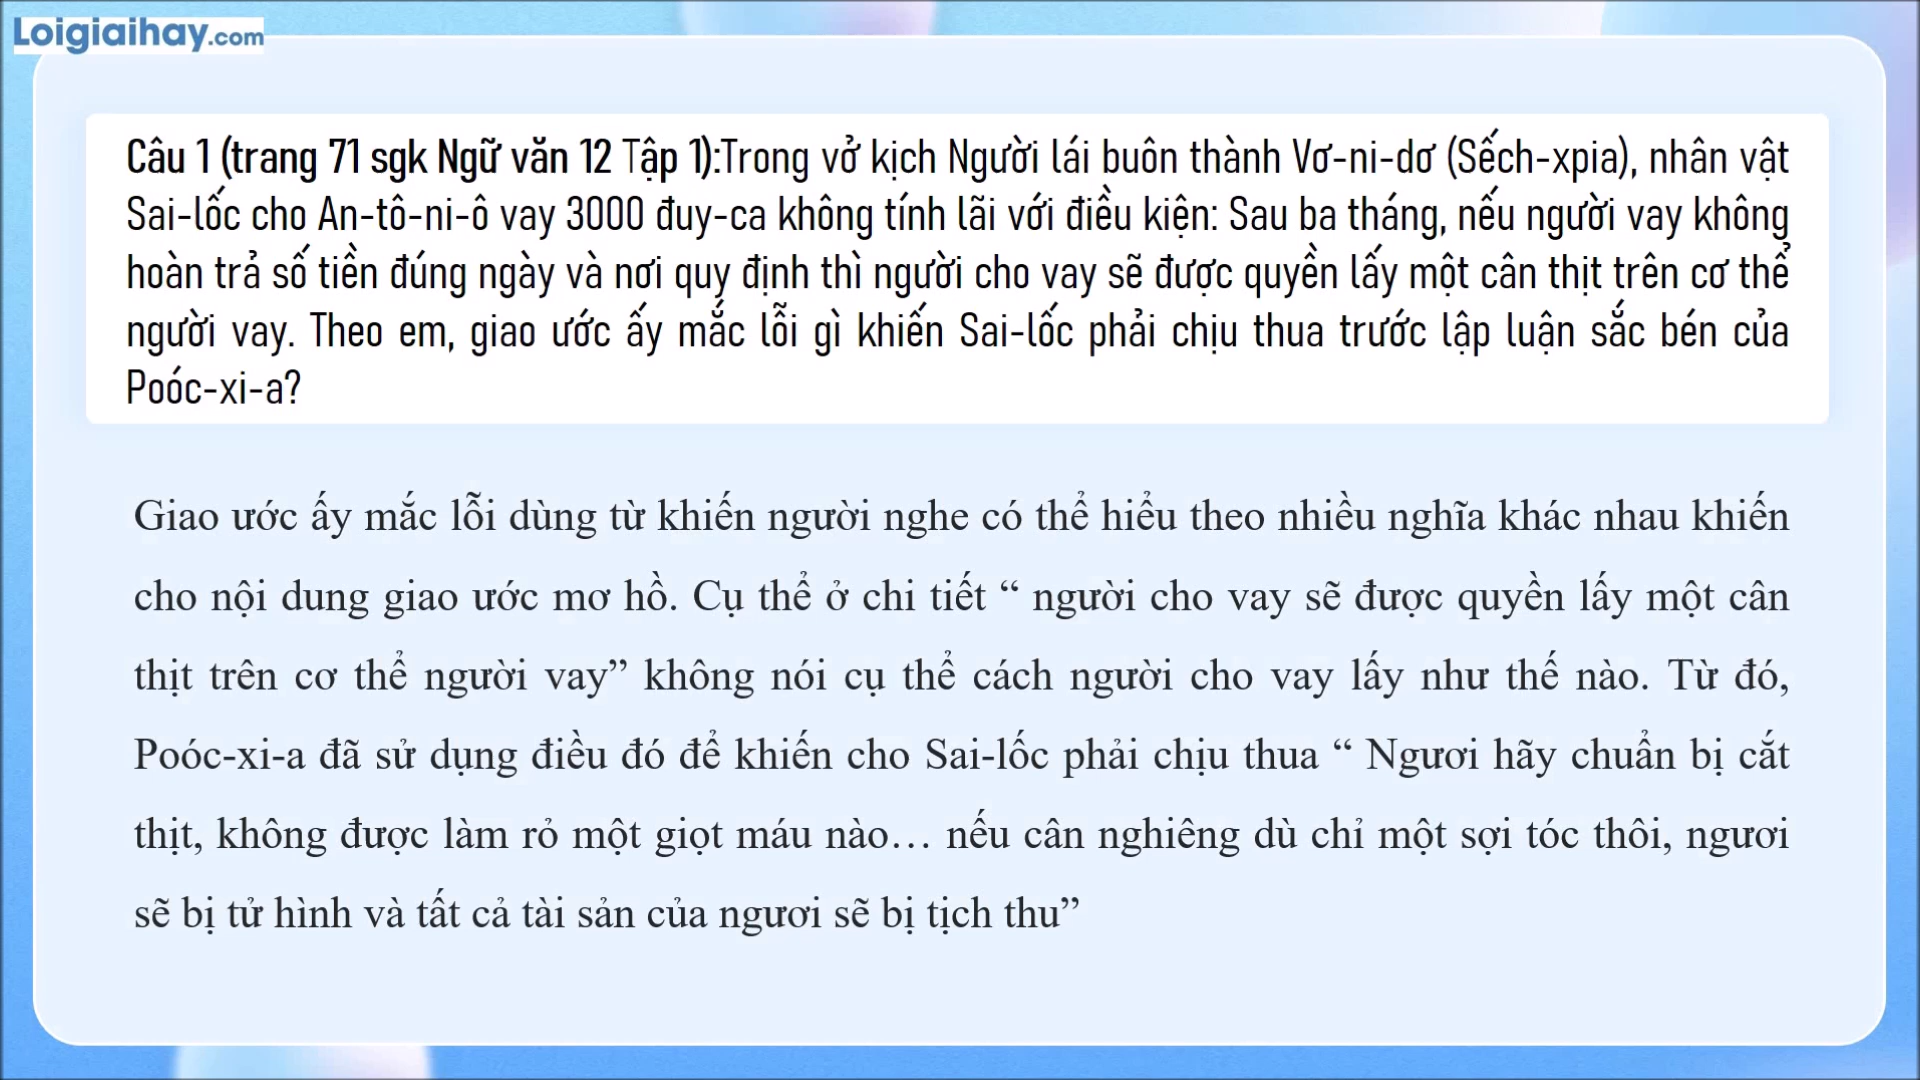 Loigiaihay.com
Câu 1 (trang 71 sgk Ngữ văn 12 Tập 1):Trong vở kịch Người lái buôn thành Vơ-ni-dơ (Sếch-xpia), nhân vật
Sai-lốc cho An-tô-ni-ô vay 3000 đuy-ca không tính lãi với điều kiện: Sau ba tháng, nếu người vay không
hoàn trả số tiền đúng ngày và nơi quy định thì người cho vay sẽ được quyền lấy một cân thịt trên cơ thể
người vay. Theo em, giao ước ấy mắc lỗi gì khiến Sai-lốc phải chịu thua trước lập luận sắc bén của
Poóc-xi-a?
Giao ước ấy mắc lỗi dùng từ khiến người nghe có thể hiểu theo nhiều nghĩa khác nhau khiến
cho nội dung giao ước mơ hồ. Cụ thể ở chi tiết “ người cho vay sẽ được quyền lấy một cân
thịt trên cơ thể người vay” không nói cụ thể cách người cho vay lấy như thế nào. Từ đó,
Poóc-xi-a đã sử dụng điều đó để khiến cho Sai-lốc phải chịu thua “ Ngươi hãy chuẩn bị cắt
thịt, không được làm rỏ một giọt máu nào… nếu cân nghiêng dù chỉ một sợi tóc thôi, ngươi
sẽ bị tử hình và tất cả tài sản của ngươi sẽ bị tịch thu”